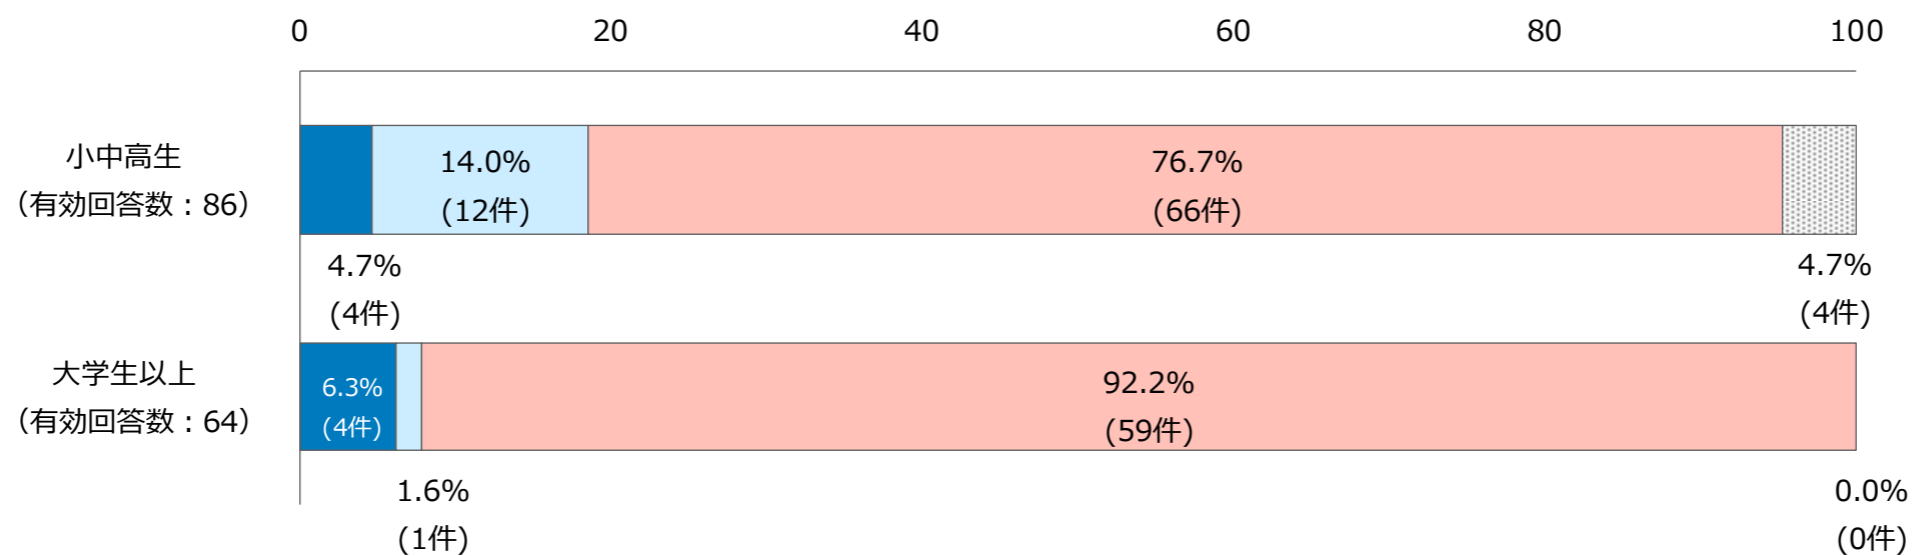 0 20 40 60 80 100
小中高生
（有効回答数：86）
14.0%
(12件)
76.7%
(66件)
4.7%
(4件)
4.7%
(4件)
大学生以上
（有効回答数：64）
6.3%
(4件)
92.2%
(59件)
1.6%
(1件)
0.0%
(0件)